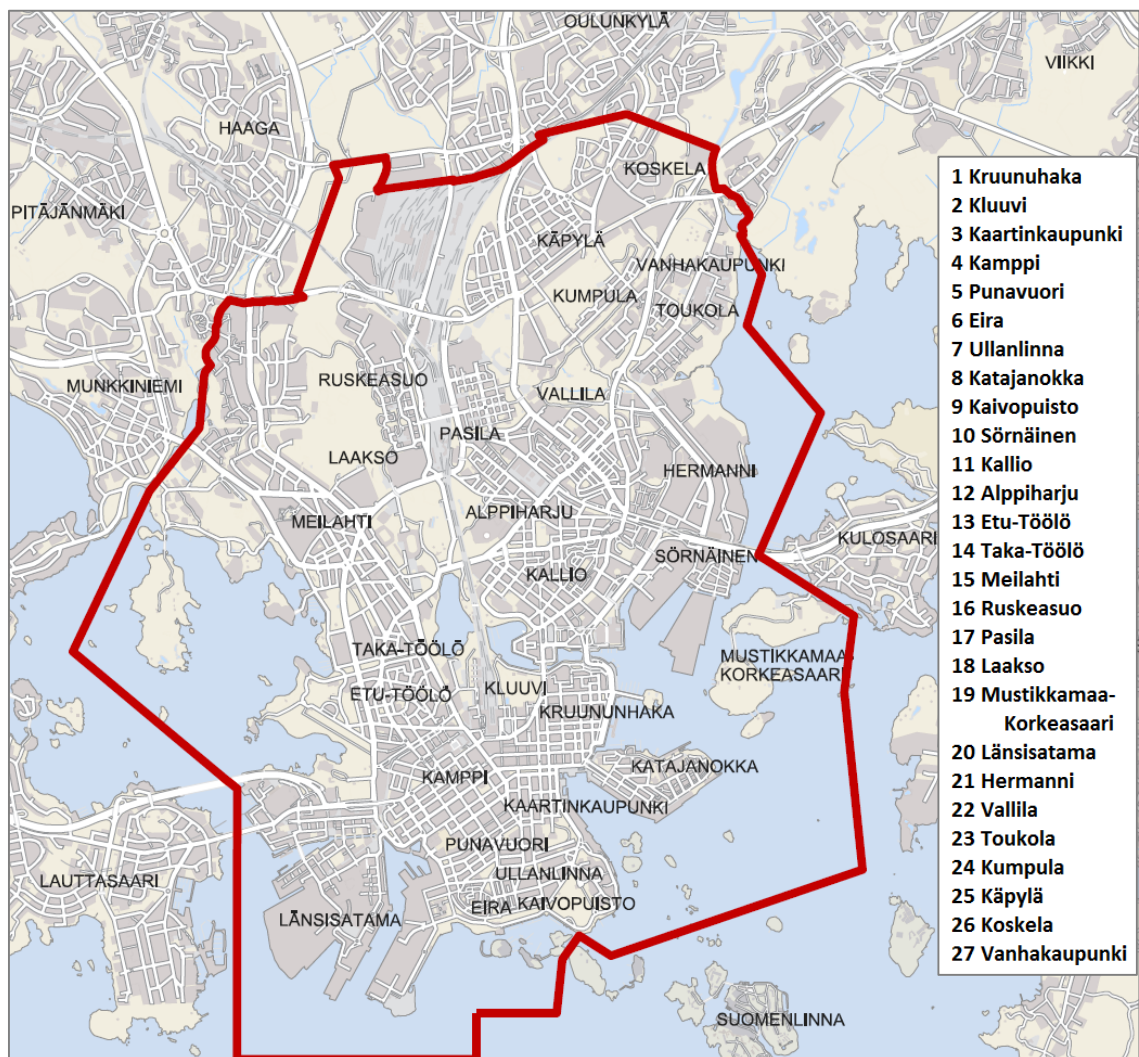 OULUNKYLÄ
VIIKKI
HAAGA
KOSKELA
PITÄJÄNMÄKI
KÄPYLÄ
VANHAKAUPUNKI
KUMPULA
TOUKOLA
MUNKKINIEMI
RUSKEASUO
VALLILA
PASILA
LAAKSO
HERMANNI
MEILAHTI
ALPPIHARJU
KULOSAARI
SÖRNÄINEN
KALLIO
TAKA-TÖÖLÖ
MUSTIKKAMAA-
KORKEASAARI
KLUUVI
ETU-TÖÖLÖ
KRUUNUNHAKA
KATAJANOKKA
KAMPPI
KAARTINKAUPUNKI
PUNAVUORI
ULLANLINNA
LAUTTASAARI
EIRA
KAIVOPUISTO
LÄNSISATAMA
SUOMENLINNA
1 Kruunuhaka
2 Kluuvi
3 Kaartinkaupunki
4 Kamppi
5 Punavuori
6 Eira
7 Ullanlinna
8 Katajanokka
9 Kaivopuisto
10 Sörnäinen
11 Kallio
12 Alppiharju
13 Etu-Töölö
14 Taka-Töölö
15 Meilahti
16 Ruskeasuo
17 Pasila
18 Laakso
19 Mustikkamaa-
Korkeasaari
20 Länsisatama
21 Hermanni
22 Vallila
23 Toukola
24 Kumpula
25 Käpylä
26 Koskela
27 Vanhakaupunki